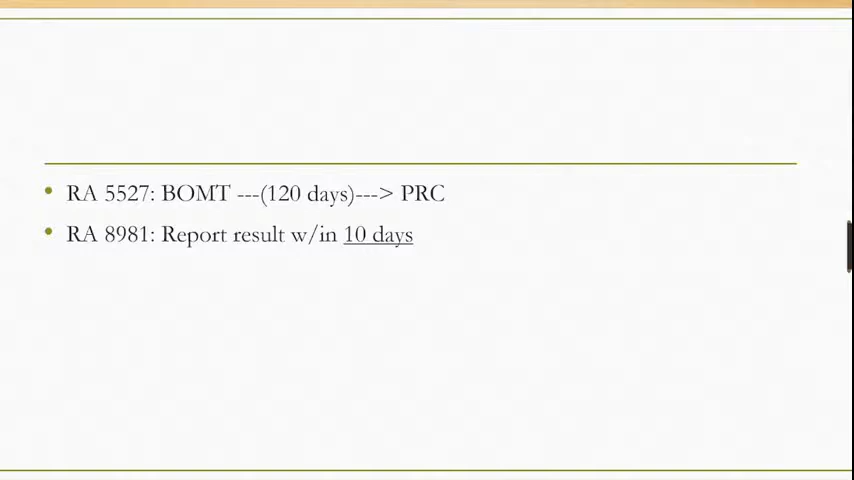 • RA 5527: BOMT ---(120 days)---> PRC
• RA 8981: Report result w/in 10 days